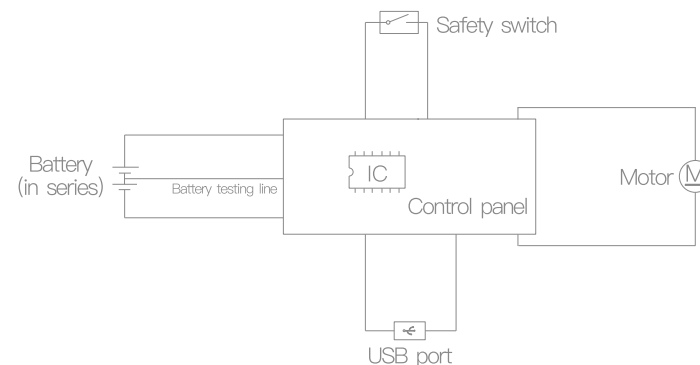 Safety switch
Battery
(in series)
Battery testing line
IC
Control panel
Motor
M
USB port